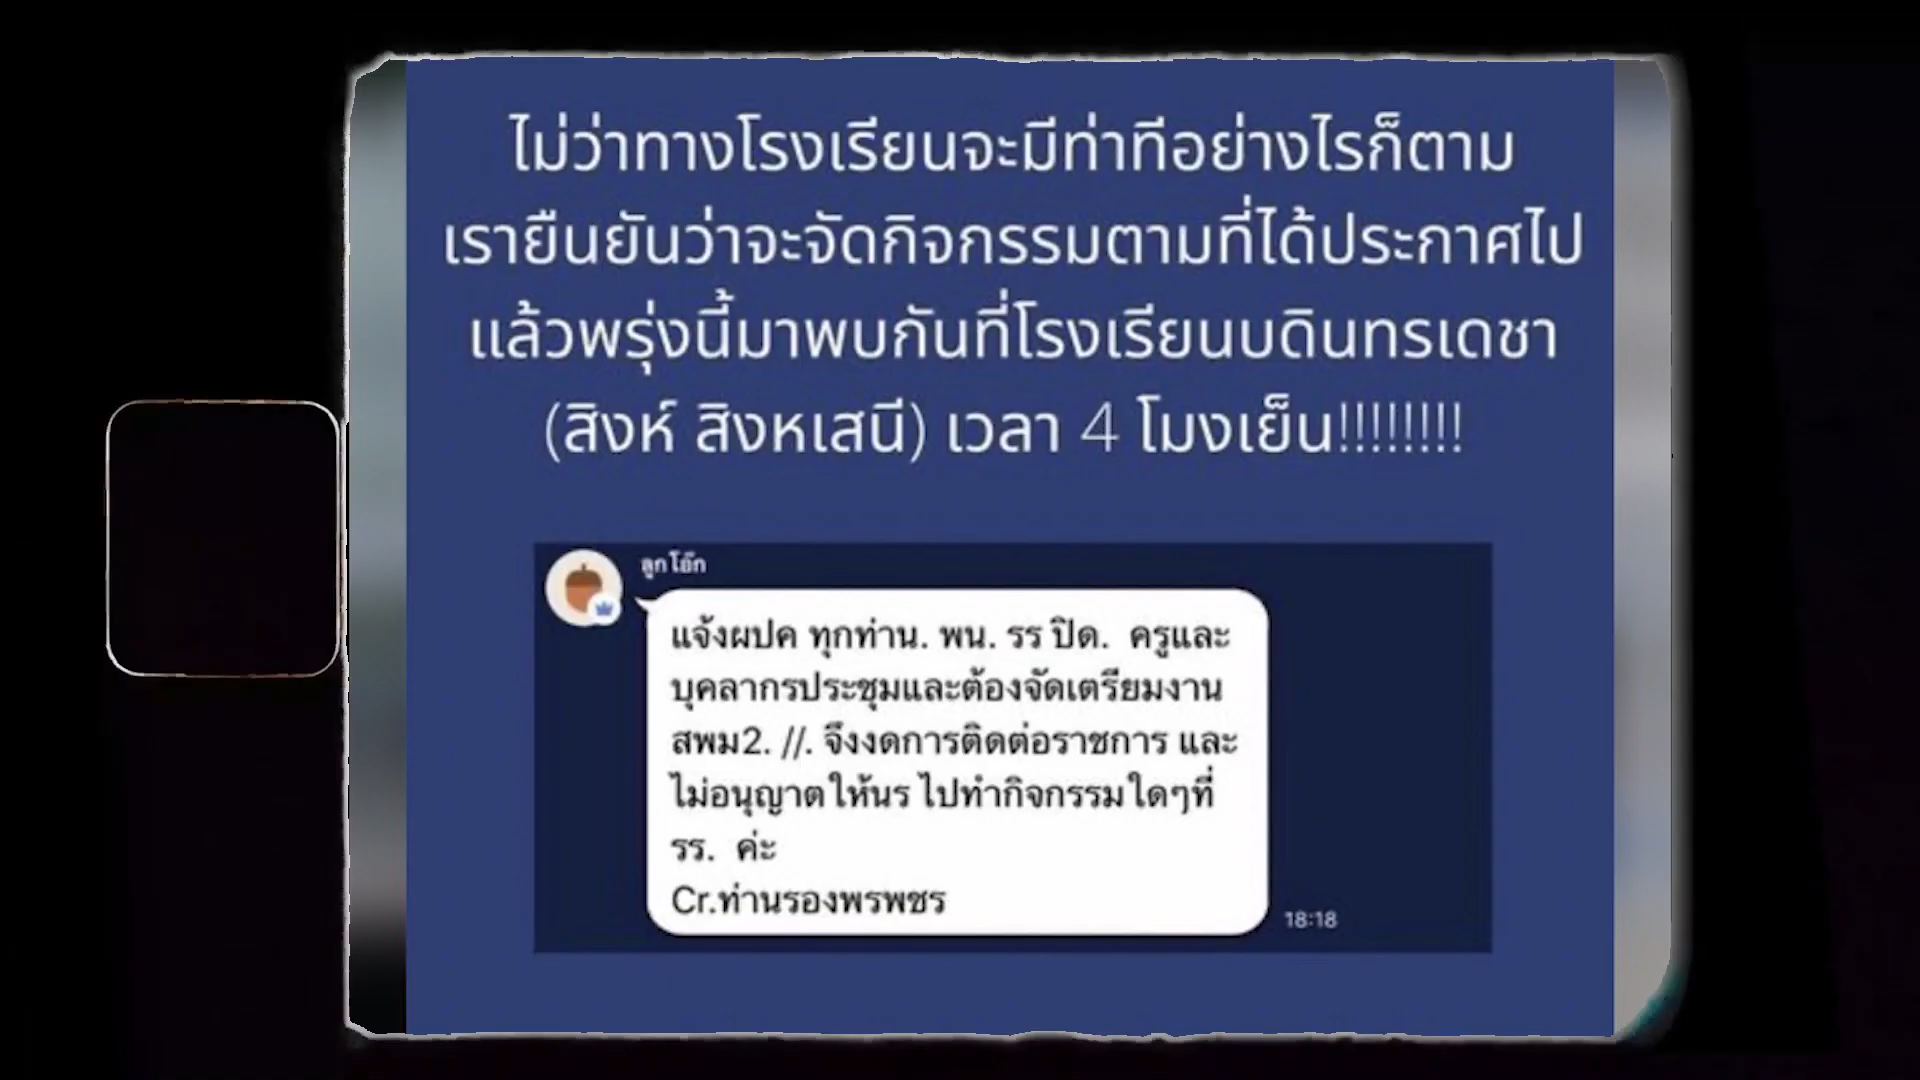 ไม่ว่าทางโรงเรียนจะมีท่าทีอย่างไรก็ตาม
เรายืนยันว่าจะจัดกิจกรรมตามที่ได้ประกาศไป
แล้วพรุ่งนี้มาพบกันที่โรงเรียนบดินทรเดชา
(สิงห์ สิงหเสนี) เวลา 4 โมงเย็น!!!!!!!!
ลูกโอ๊ก
แจ้งผปค ทุกท่าน. พน. รร ปิด. ครูและ
บุคลากรประชุมและต้องจัดเตรียมงาน
สพม2. //. จึงงดการติดต่อราชการ และ
ไม่อนุญาตให้นร ไปทำกิจกรรมใดๆที่
รร. ค่ะ
Cr.ท่านรองพรพชร
18:18